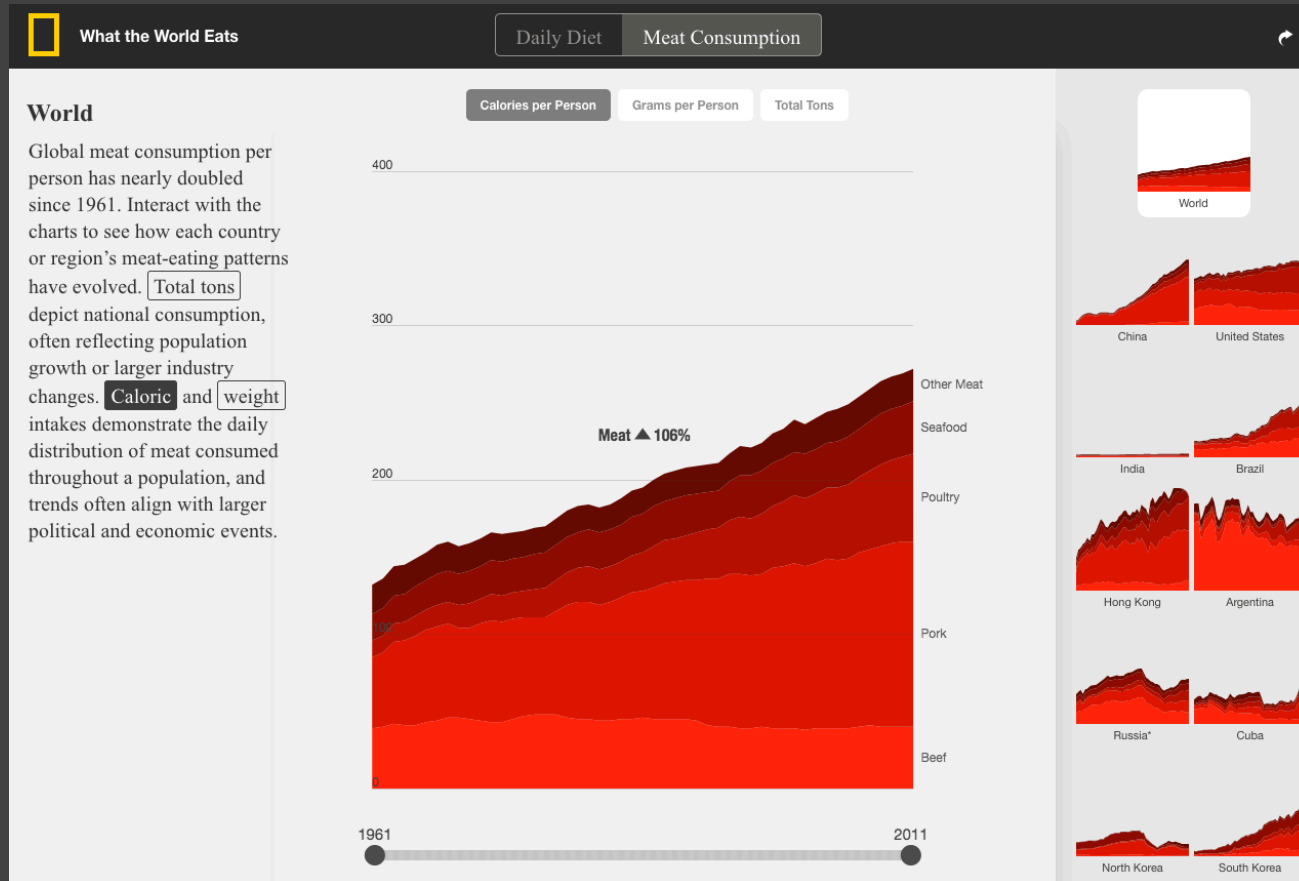 What the World Eats
Daily Diet
Meat Consumption
World
Global meat consumption per
person has nearly doubled
since 1961. Interact with the
charts to see how each country
or region’s meat-eating patterns
have evolved. Total tons
depict national consumption,
often reflecting population
growth or larger industry
changes. Caloric and weight
intakes demonstrate the daily
distribution of meat consumed
throughout a population, and
trends often align with larger
political and economic events.
Calories per Person
Grams per Person
Total Tons
400
300
200
100
0
Meat ▲ 106%
Other Meat
Seafood
Poultry
Pork
Beef
1961
2011
World
China
United States
India
Brazil
Hong Kong
Argentina
Russia*
Cuba
North Korea
South Korea